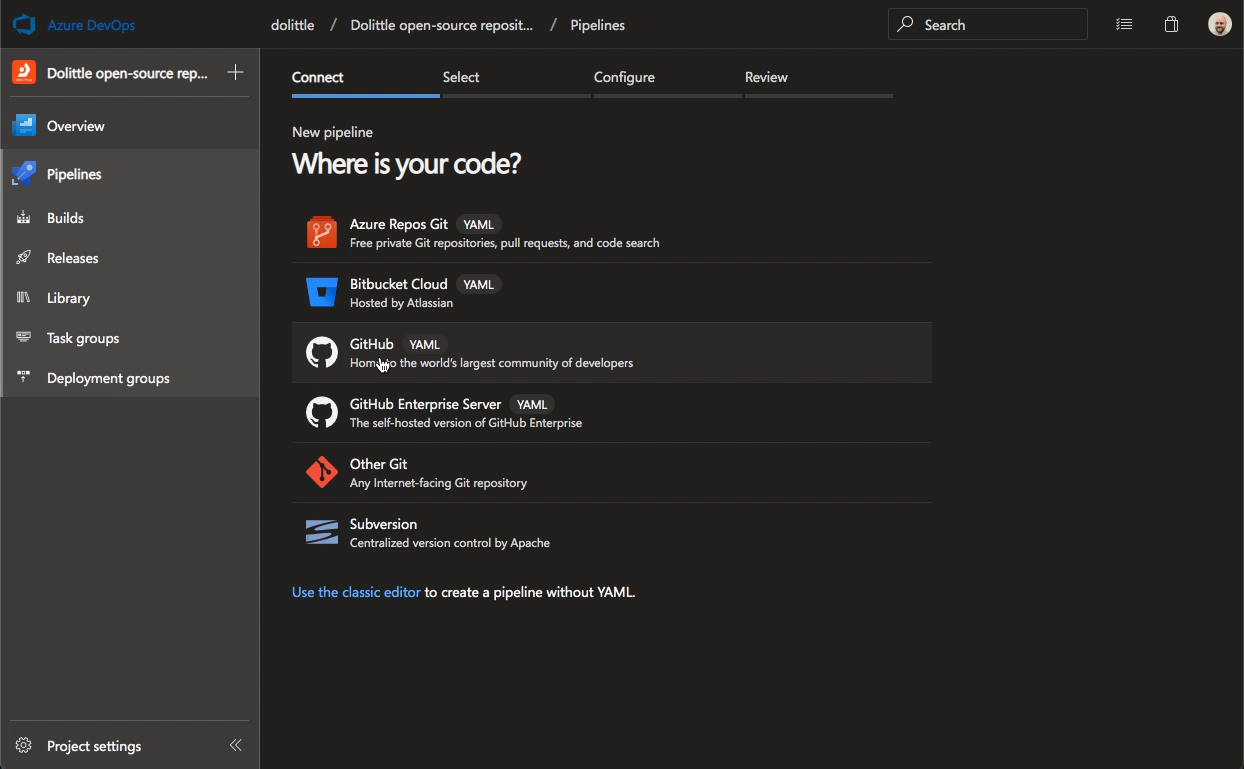 Azure DevOps
dolittle / Dolittle open-source reposit... / Pipelines
Search
Dolittle open-source rep...
Overview
Pipelines
Builds
Releases
Library
Task groups
Deployment groups
Project settings
Connect
Select
Configure
Review
New pipeline
Where is your code?
Azure Repos Git YAML
Free private Git repositories, pull requests, and code search
Bitbucket Cloud YAML
Hosted by Atlassian
GitHub YAML
Home to the world's largest community of developers
GitHub Enterprise Server YAML
The self-hosted version of GitHub Enterprise
Other Git
Any Internet-facing Git repository
Subversion
Centralized version control by Apache
Use the classic editor to create a pipeline without YAML.